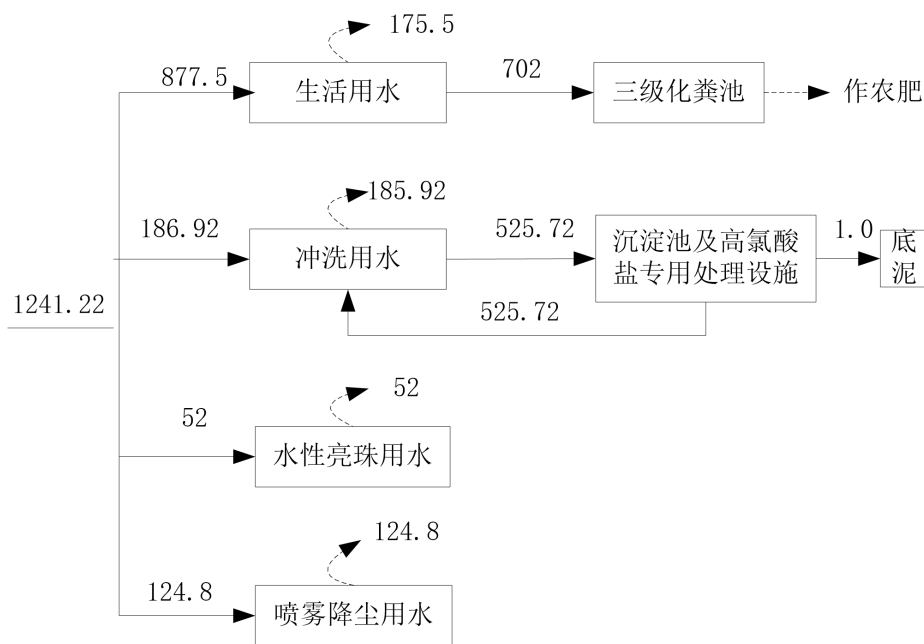 175.5
877.5
生活用水
702
三级化粪池
作农肥
185.92
186.92
冲洗用水
525.72
沉淀池及高氯酸
盐专用处理设施
1.0
底
泥
1241.22
525.72
52
52
水性亮珠用水
124.8
124.8
喷雾降尘用水